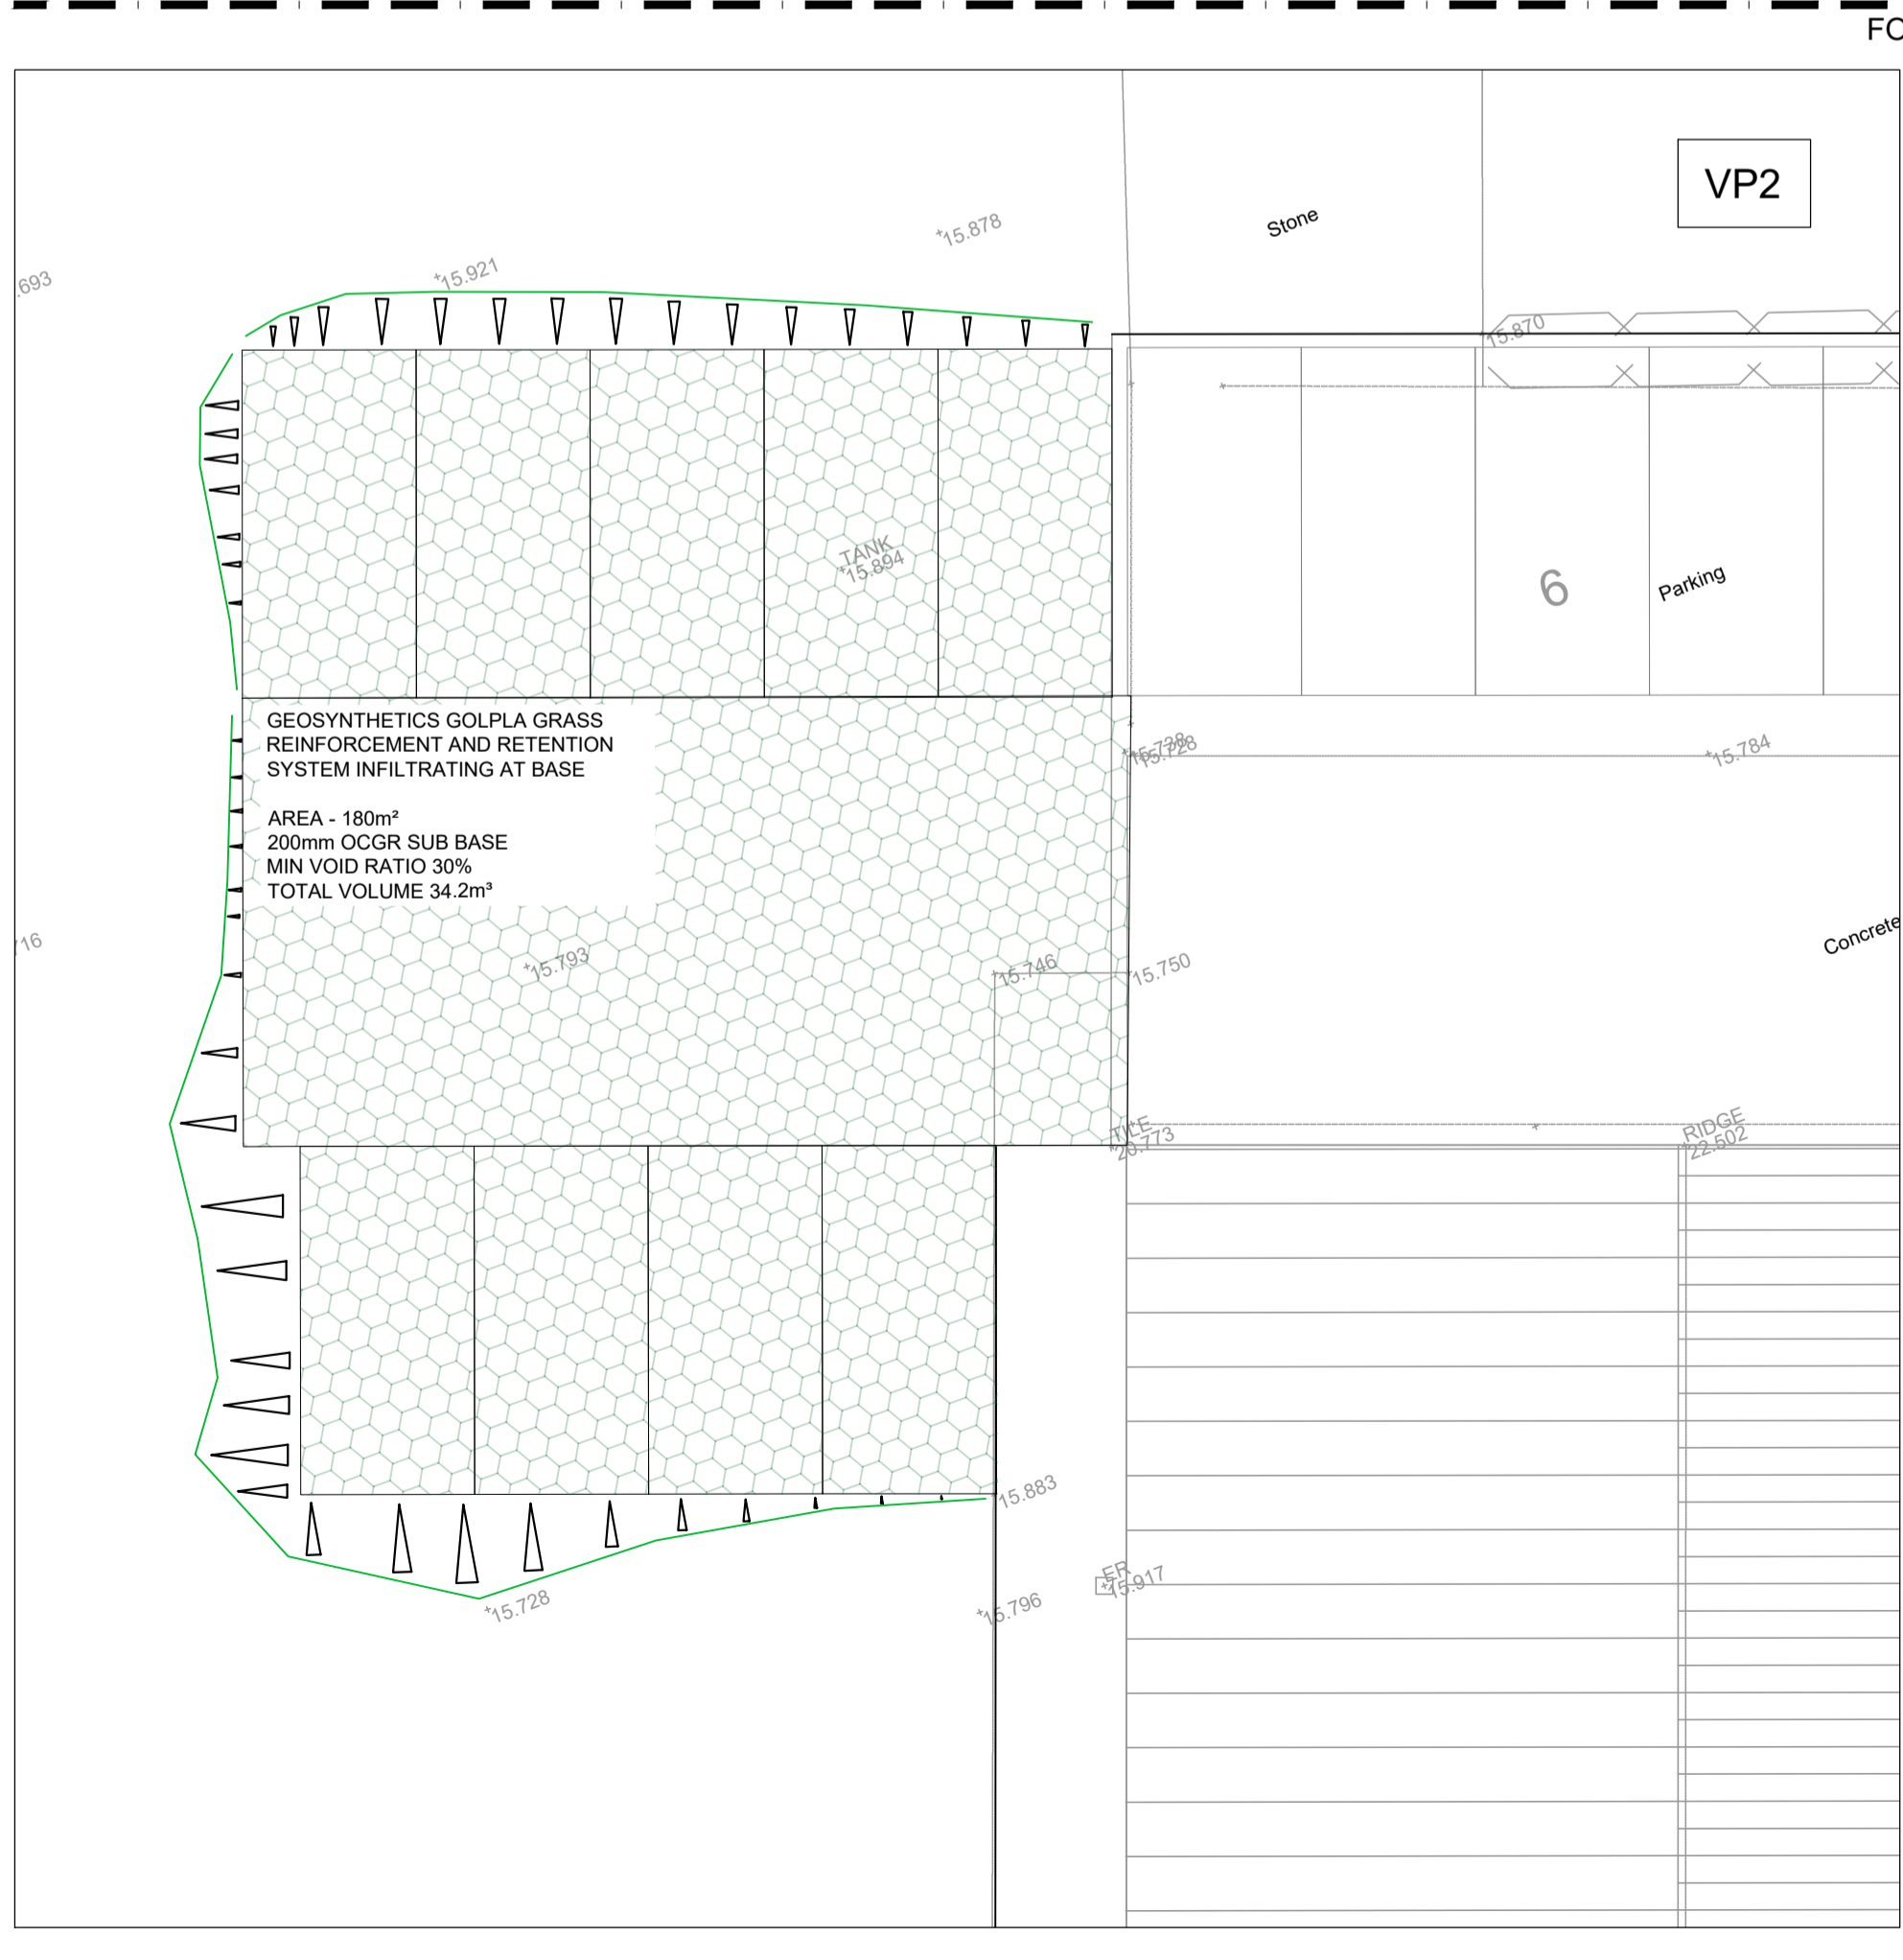 FC
VP2
Stone
15.878
15.921
.693
15.870
TANK
15.894
6
Parking
GEOSYNTHETICS GOLPLA GRASS
REINFORCEMENT AND RETENTION
SYSTEM INFILTRATING AT BASE
AREA - 180m²
200mm OCGR SUB BASE
MIN VOID RATIO 30%
TOTAL VOLUME 34.2m³
15.728
15.784
716
Concrete
15.793
15.746
15.750
TILE
20.773
RIDGE
22.502
15.883
ER
15.917
15.728
15.796